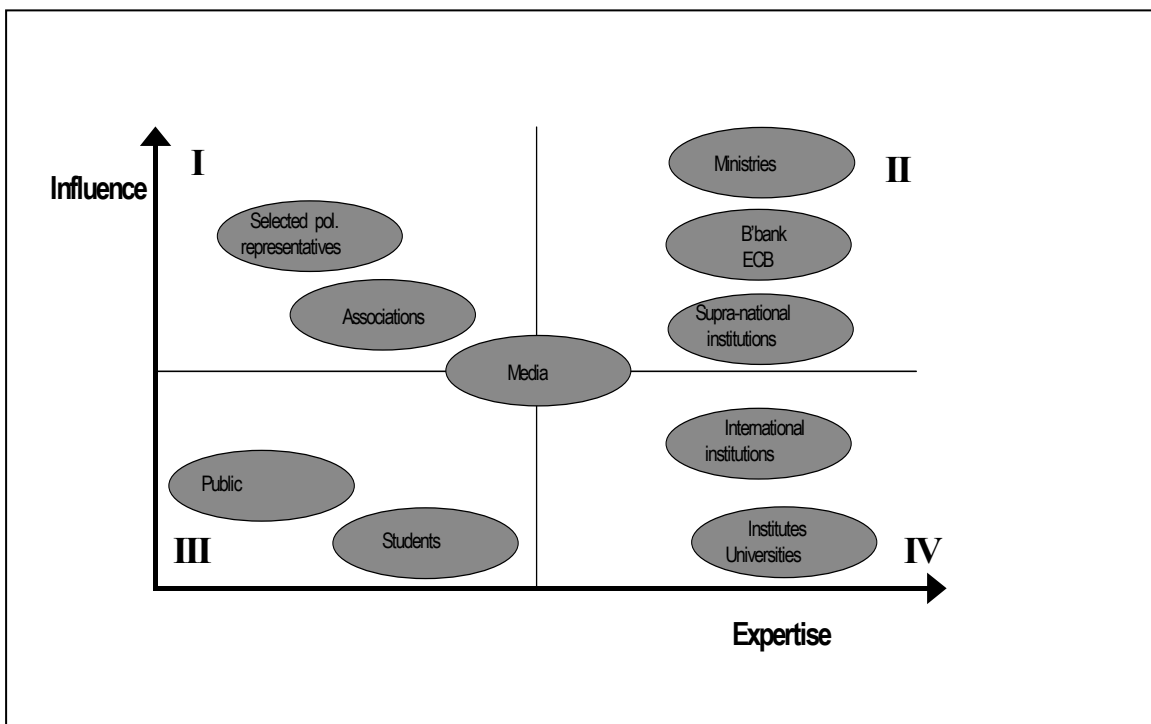 I
Influence
Selected pol.
representatives
Associations
Ministries
II
B'bank
ECB
Supra-national
institutions
Media
International
institutions
Public
III
Students
Institutes
Universities
IV
Expertise